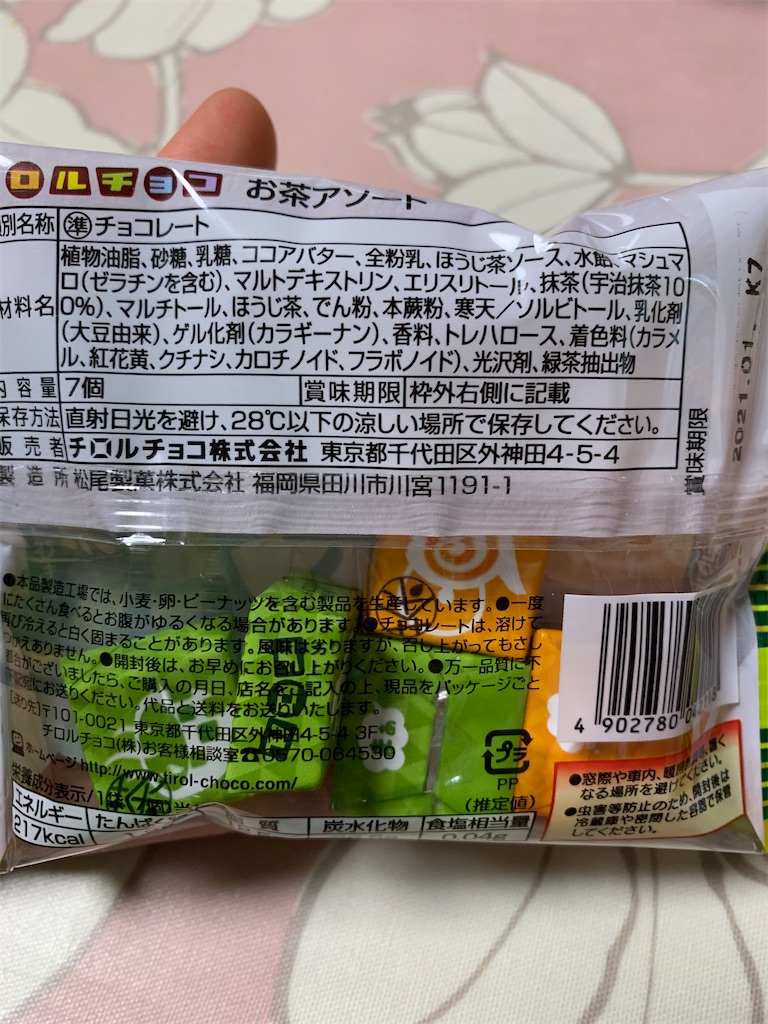 ロルチョコ お茶アソート
別名称 準チョコレート
植物油脂、砂糖、乳糖、ココアバター、全粉乳、ほうじ茶ソース、水飴、マシュマ
ロ(ゼラチンを含む)、マルトデキストリン、エリスリトール、抹茶(宇治抹茶10
材料名 0%)、マルチトール、ほうじ茶、でん粉、本蕨粉、寒天/ソルビトール、乳化剤
(大豆由来)、ゲル化剤(カラギーナン)、香料、トレハロース、着色料(カラメ
ル、紅花黄、クチナシ、カロチノイド、フラボノイド)、光沢剤、緑茶抽出物
内容量 7個 賞味期限 枠外右側に記載
保存方法 直射日光を避け、28℃以下の涼しい場所で保存してください。
販売者 チロルチョコ株式会社 東京都千代田区外神田4-5-4
製造所 松尾製菓株式会社 福岡県田川市川宮1191-1
賞味期限
2021.01. K7
●本品製造工場では、小麦・卵・ピーナッツを含む製品を生産しています。●一度
にたくさん食べるとお腹がゆるくなる場合があります。●チョコレートは、溶けて
再び冷えると白く固まることがあります。風味は劣りますが、召し上がってもさし
つかえありません。●開封後は、お早めにお召し上がりください。●万一品質に不
都合がございましたら、ご購入の月日、店名をご記入の上、現品をパッケージごと
記宛にお送りください。代品と送料をお送りいたします。
[送り先]〒101-0021 東京都千代田区外神田4-5-4 3F
チロルチョコ(株)お客様相談室☎0570-064530
ホームページ http://www.tirol-choco.com/
栄養成分表示/1袋
(推定値)
エネルギー たんぱ 質 炭水化物 食塩相当量
217kcal 0.04g
プラ
PP
4 902780
●窓際や車内、暖
なる場所を避けてください。
●虫害等防止のため、開封後は
冷蔵庫や密閉した容器で保管
してください。